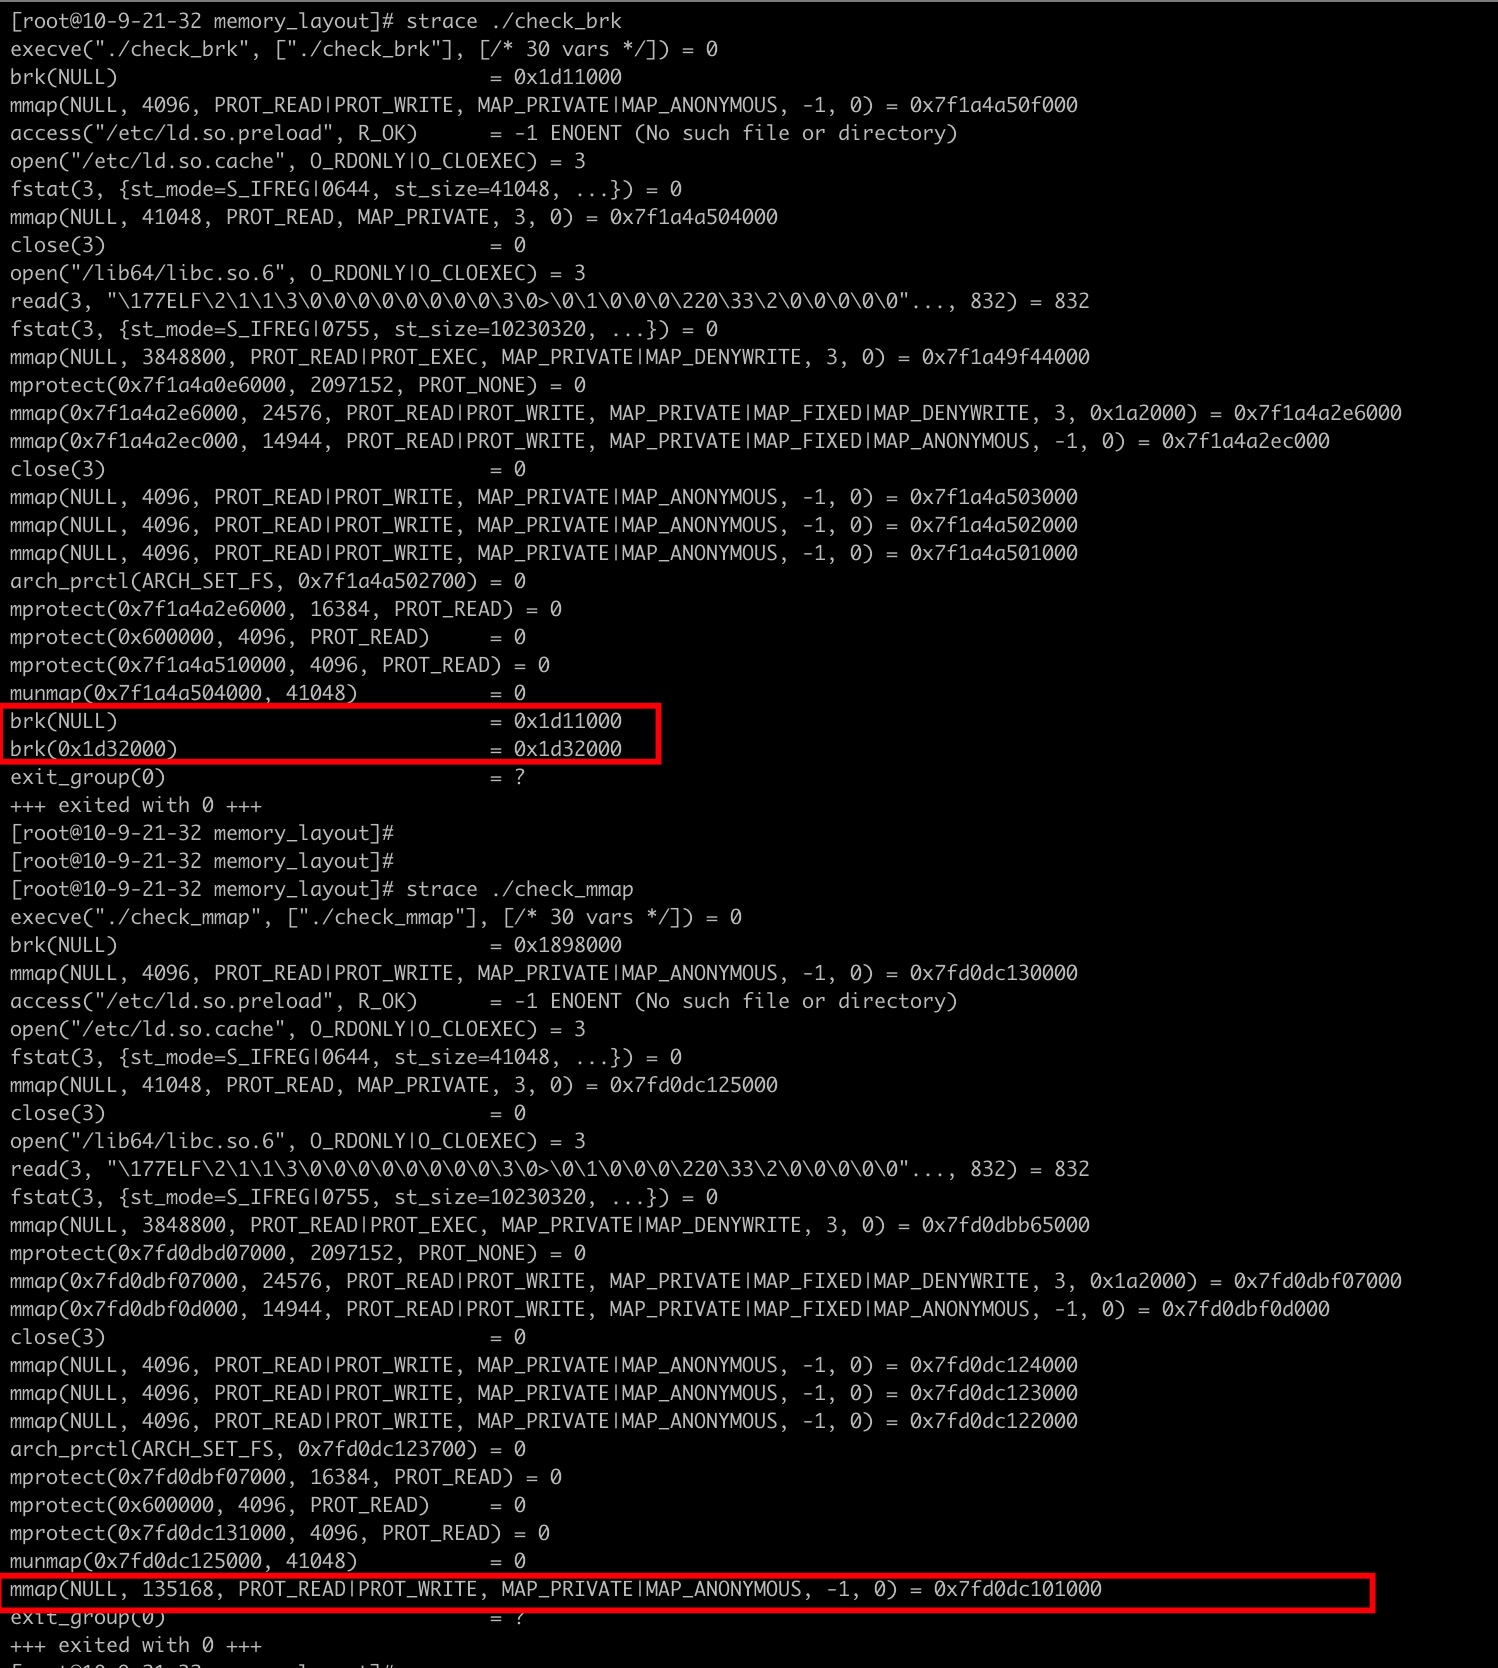 [root@10-9-21-32 memory_layout]# strace ./check_brk
execve("./check_brk", ["./check_brk"], [/* 30 vars */]) = 0
brk(NULL)                               = 0x1d11000
mmap(NULL, 4096, PROT_READ|PROT_WRITE, MAP_PRIVATE|MAP_ANONYMOUS, -1, 0) = 0x7f1a4a50f000
access("/etc/ld.so.preload", R_OK)      = -1 ENOENT (No such file or directory)
open("/etc/ld.so.cache", O_RDONLY|O_CLOEXEC) = 3
fstat(3, {st_mode=S_IFREG|0644, st_size=41048, ...}) = 0
mmap(NULL, 41048, PROT_READ, MAP_PRIVATE, 3, 0) = 0x7f1a4a504000
close(3)                                = 0
open("/lib64/libc.so.6", O_RDONLY|O_CLOEXEC) = 3
read(3, "\177ELF\2\1\1\3\0\0\0\0\0\0\0\0\3\0>\0\1\0\0\0\220\33\2\0\0\0\0\0"..., 832) = 832
fstat(3, {st_mode=S_IFREG|0755, st_size=10230320, ...}) = 0
mmap(NULL, 3848800, PROT_READ|PROT_EXEC, MAP_PRIVATE|MAP_DENYWRITE, 3, 0) = 0x7f1a49f44000
mprotect(0x7f1a4a0e6000, 2097152, PROT_NONE) = 0
mmap(0x7f1a4a2e6000, 24576, PROT_READ|PROT_WRITE, MAP_PRIVATE|MAP_FIXED|MAP_DENYWRITE, 3, 0x1a2000) = 0x7f1a4a2e6000
mmap(0x7f1a4a2ec000, 14944, PROT_READ|PROT_WRITE, MAP_PRIVATE|MAP_FIXED|MAP_ANONYMOUS, -1, 0) = 0x7f1a4a2ec000
close(3)                                = 0
mmap(NULL, 4096, PROT_READ|PROT_WRITE, MAP_PRIVATE|MAP_ANONYMOUS, -1, 0) = 0x7f1a4a503000
mmap(NULL, 4096, PROT_READ|PROT_WRITE, MAP_PRIVATE|MAP_ANONYMOUS, -1, 0) = 0x7f1a4a502000
mmap(NULL, 4096, PROT_READ|PROT_WRITE, MAP_PRIVATE|MAP_ANONYMOUS, -1, 0) = 0x7f1a4a501000
arch_prctl(ARCH_SET_FS, 0x7f1a4a502700) = 0
mprotect(0x7f1a4a2e6000, 16384, PROT_READ) = 0
mprotect(0x600000, 4096, PROT_READ)     = 0
mprotect(0x7f1a4a510000, 4096, PROT_READ) = 0
munmap(0x7f1a4a504000, 41048)           = 0
brk(NULL)                               = 0x1d11000
brk(0x1d32000)                          = 0x1d32000
exit_group(0)                           = ?
+++ exited with 0 +++
[root@10-9-21-32 memory_layout]#
[root@10-9-21-32 memory_layout]#
[root@10-9-21-32 memory_layout]# strace ./check_mmap
execve("./check_mmap", ["./check_mmap"], [/* 30 vars */]) = 0
brk(NULL)                               = 0x1898000
mmap(NULL, 4096, PROT_READ|PROT_WRITE, MAP_PRIVATE|MAP_ANONYMOUS, -1, 0) = 0x7fd0dc130000
access("/etc/ld.so.preload", R_OK)      = -1 ENOENT (No such file or directory)
open("/etc/ld.so.cache", O_RDONLY|O_CLOEXEC) = 3
fstat(3, {st_mode=S_IFREG|0644, st_size=41048, ...}) = 0
mmap(NULL, 41048, PROT_READ, MAP_PRIVATE, 3, 0) = 0x7fd0dc125000
close(3)                                = 0
open("/lib64/libc.so.6", O_RDONLY|O_CLOEXEC) = 3
read(3, "\177ELF\2\1\1\3\0\0\0\0\0\0\0\0\3\0>\0\1\0\0\0\220\33\2\0\0\0\0\0"..., 832) = 832
fstat(3, {st_mode=S_IFREG|0755, st_size=10230320, ...}) = 0
mmap(NULL, 3848800, PROT_READ|PROT_EXEC, MAP_PRIVATE|MAP_DENYWRITE, 3, 0) = 0x7fd0dbb65000
mprotect(0x7fd0dbd07000, 2097152, PROT_NONE) = 0
mmap(0x7fd0dbf07000, 24576, PROT_READ|PROT_WRITE, MAP_PRIVATE|MAP_FIXED|MAP_DENYWRITE, 3, 0x1a2000) = 0x7fd0dbf07000
mmap(0x7fd0dbf0d000, 14944, PROT_READ|PROT_WRITE, MAP_PRIVATE|MAP_FIXED|MAP_ANONYMOUS, -1, 0) = 0x7fd0dbf0d000
close(3)                                = 0
mmap(NULL, 4096, PROT_READ|PROT_WRITE, MAP_PRIVATE|MAP_ANONYMOUS, -1, 0) = 0x7fd0dc124000
mmap(NULL, 4096, PROT_READ|PROT_WRITE, MAP_PRIVATE|MAP_ANONYMOUS, -1, 0) = 0x7fd0dc123000
mmap(NULL, 4096, PROT_READ|PROT_WRITE, MAP_PRIVATE|MAP_ANONYMOUS, -1, 0) = 0x7fd0dc122000
arch_prctl(ARCH_SET_FS, 0x7fd0dc123700) = 0
mprotect(0x7fd0dbf07000, 16384, PROT_READ) = 0
mprotect(0x600000, 4096, PROT_READ)     = 0
mprotect(0x7fd0dc131000, 4096, PROT_READ) = 0
munmap(0x7fd0dc125000, 41048)           = 0
mmap(NULL, 135168, PROT_READ|PROT_WRITE, MAP_PRIVATE|MAP_ANONYMOUS, -1, 0) = 0x7fd0dc101000
exit_group(0)                           = ?
+++ exited with 0 +++